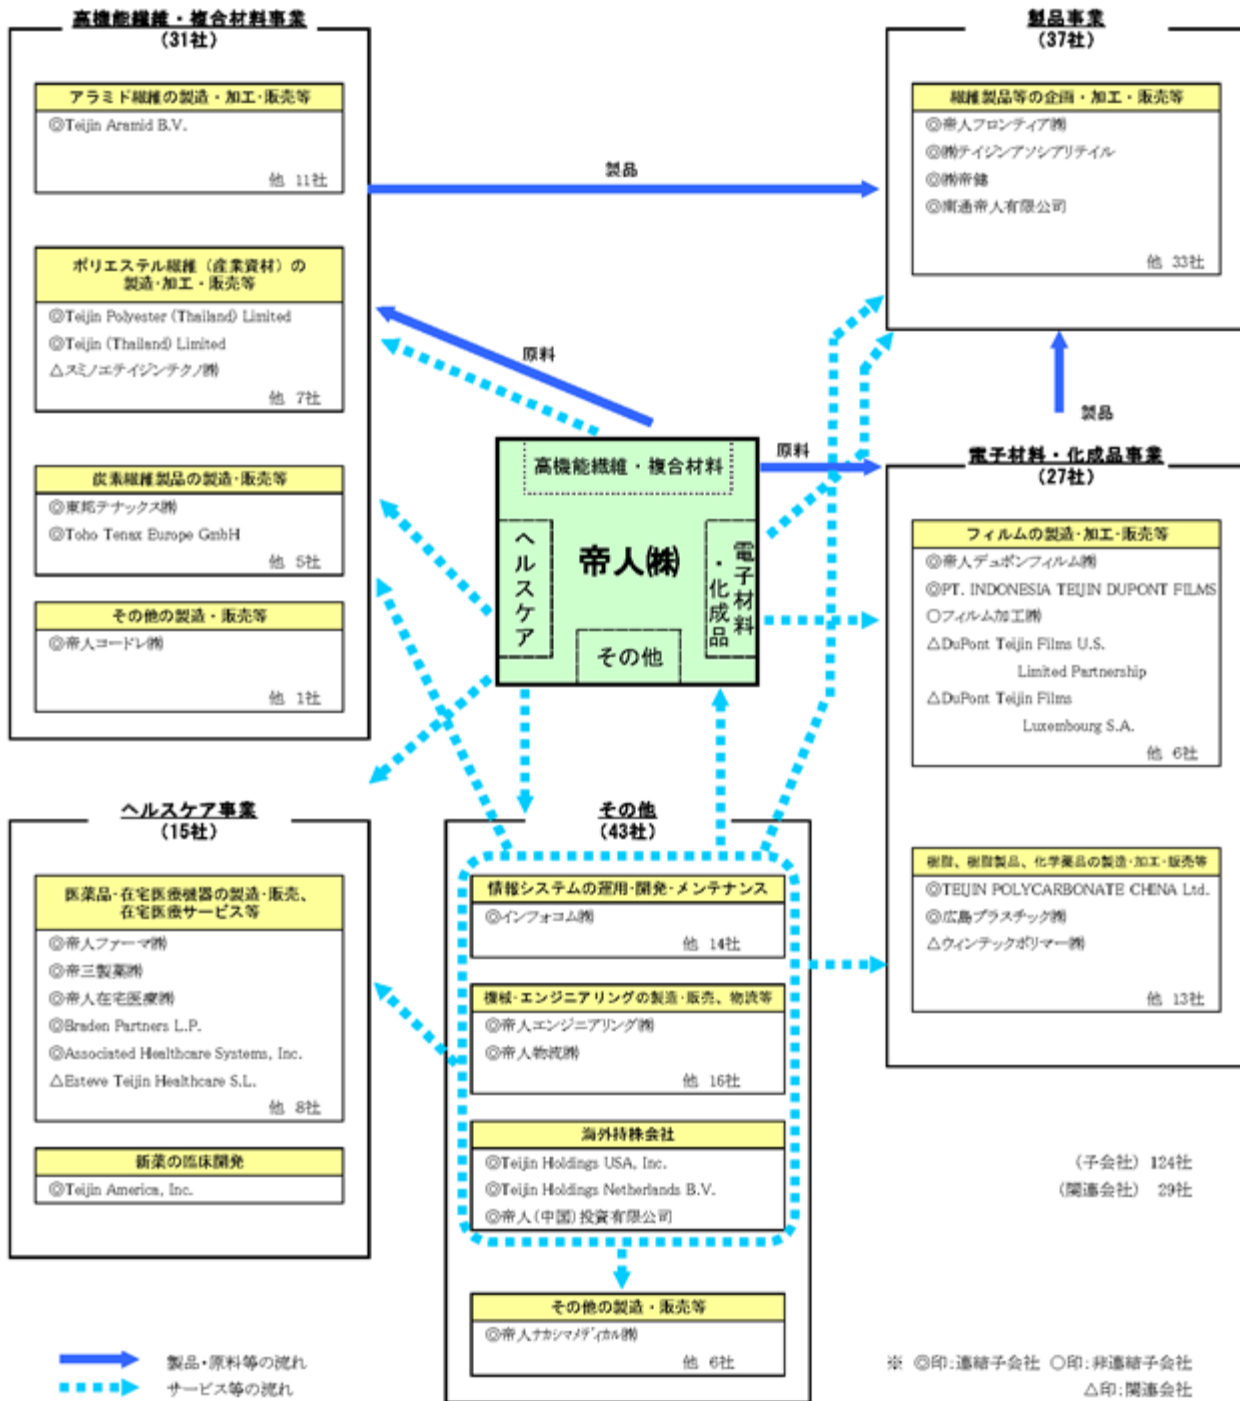 高機能繊維・複合材料事業
(31社)
アラミド繊維の製造・加工・販売等
◎Teijin Aramid B.V.
他 11社
ポリエステル繊維（産業資材）の
製造・加工・販売等
◎Teijin Polyester (Thailand) Limited
◎Teijin (Thailand) Limited
△スミノエテイジンテクノ㈱
他 7社
炭素繊維製品の製造・販売等
◎東邦テナックス㈱
◎Toho Tenax Europe GmbH
他 5社
その他の製造・販売等
◎帝人コードレ㈱
他 1社
製品
原料
製品事業
(37社)
繊維製品等の企画・加工・販売等
◎帝人フロンティア㈱
◎㈱テイジンアソシアリテイル
◎㈱帝健
◎南通帝人有限公司
他 33社
製品
原料
高機能繊維・複合材料
ヘルスケア
帝人㈱
電子材料・化成品
その他
電子材料・化成品事業
(27社)
フィルムの製造・加工・販売等
◎帝人デュポンフィルム㈱
◎PT. INDONESIA TEIJIN DUPONT FILMS
○フィルム加工㈱
△DuPont Teijin Films U.S.
Limited Partnership
△DuPont Teijin Films
Luxembourg S.A.
他 6社
樹脂、樹脂製品、化学薬品の製造・加工・販売等
◎TEIJIN POLYCARBONATE CHINA Ltd.
◎広島プラスチック㈱
△ウィンテックポリマー㈱
他 13社
ヘルスケア事業
(15社)
医薬品・在宅医療機器の製造・販売、
在宅医療サービス等
◎帝人ファーマ㈱
◎帝三製薬㈱
◎帝人在宅医療㈱
◎Braden Partners L.P.
◎Associated Healthcare Systems, Inc.
△Esteve Teijin Healthcare S.L.
他 8社
新薬の臨床開発
◎Teijin America, Inc.
その他
(43社)
情報システムの運用・開発・メンテナンス
◎インフォコム㈱
他 14社
機械・エンジニアリングの製造・販売、物流等
◎帝人エンジニアリング㈱
◎帝人物流㈱
他 16社
海外持株会社
◎Teijin Holdings USA, Inc.
◎Teijin Holdings Netherlands B.V.
◎帝人(中国)投資有限公司
その他の製造・販売等
◎帝人ナカシマメディカル㈱
他 6社
(子会社) 124社
(関連会社) 29社
製品・原料等の流れ
サービス等の流れ
※ ◎印:連結子会社 ○印:非連結子会社
△印:関連会社